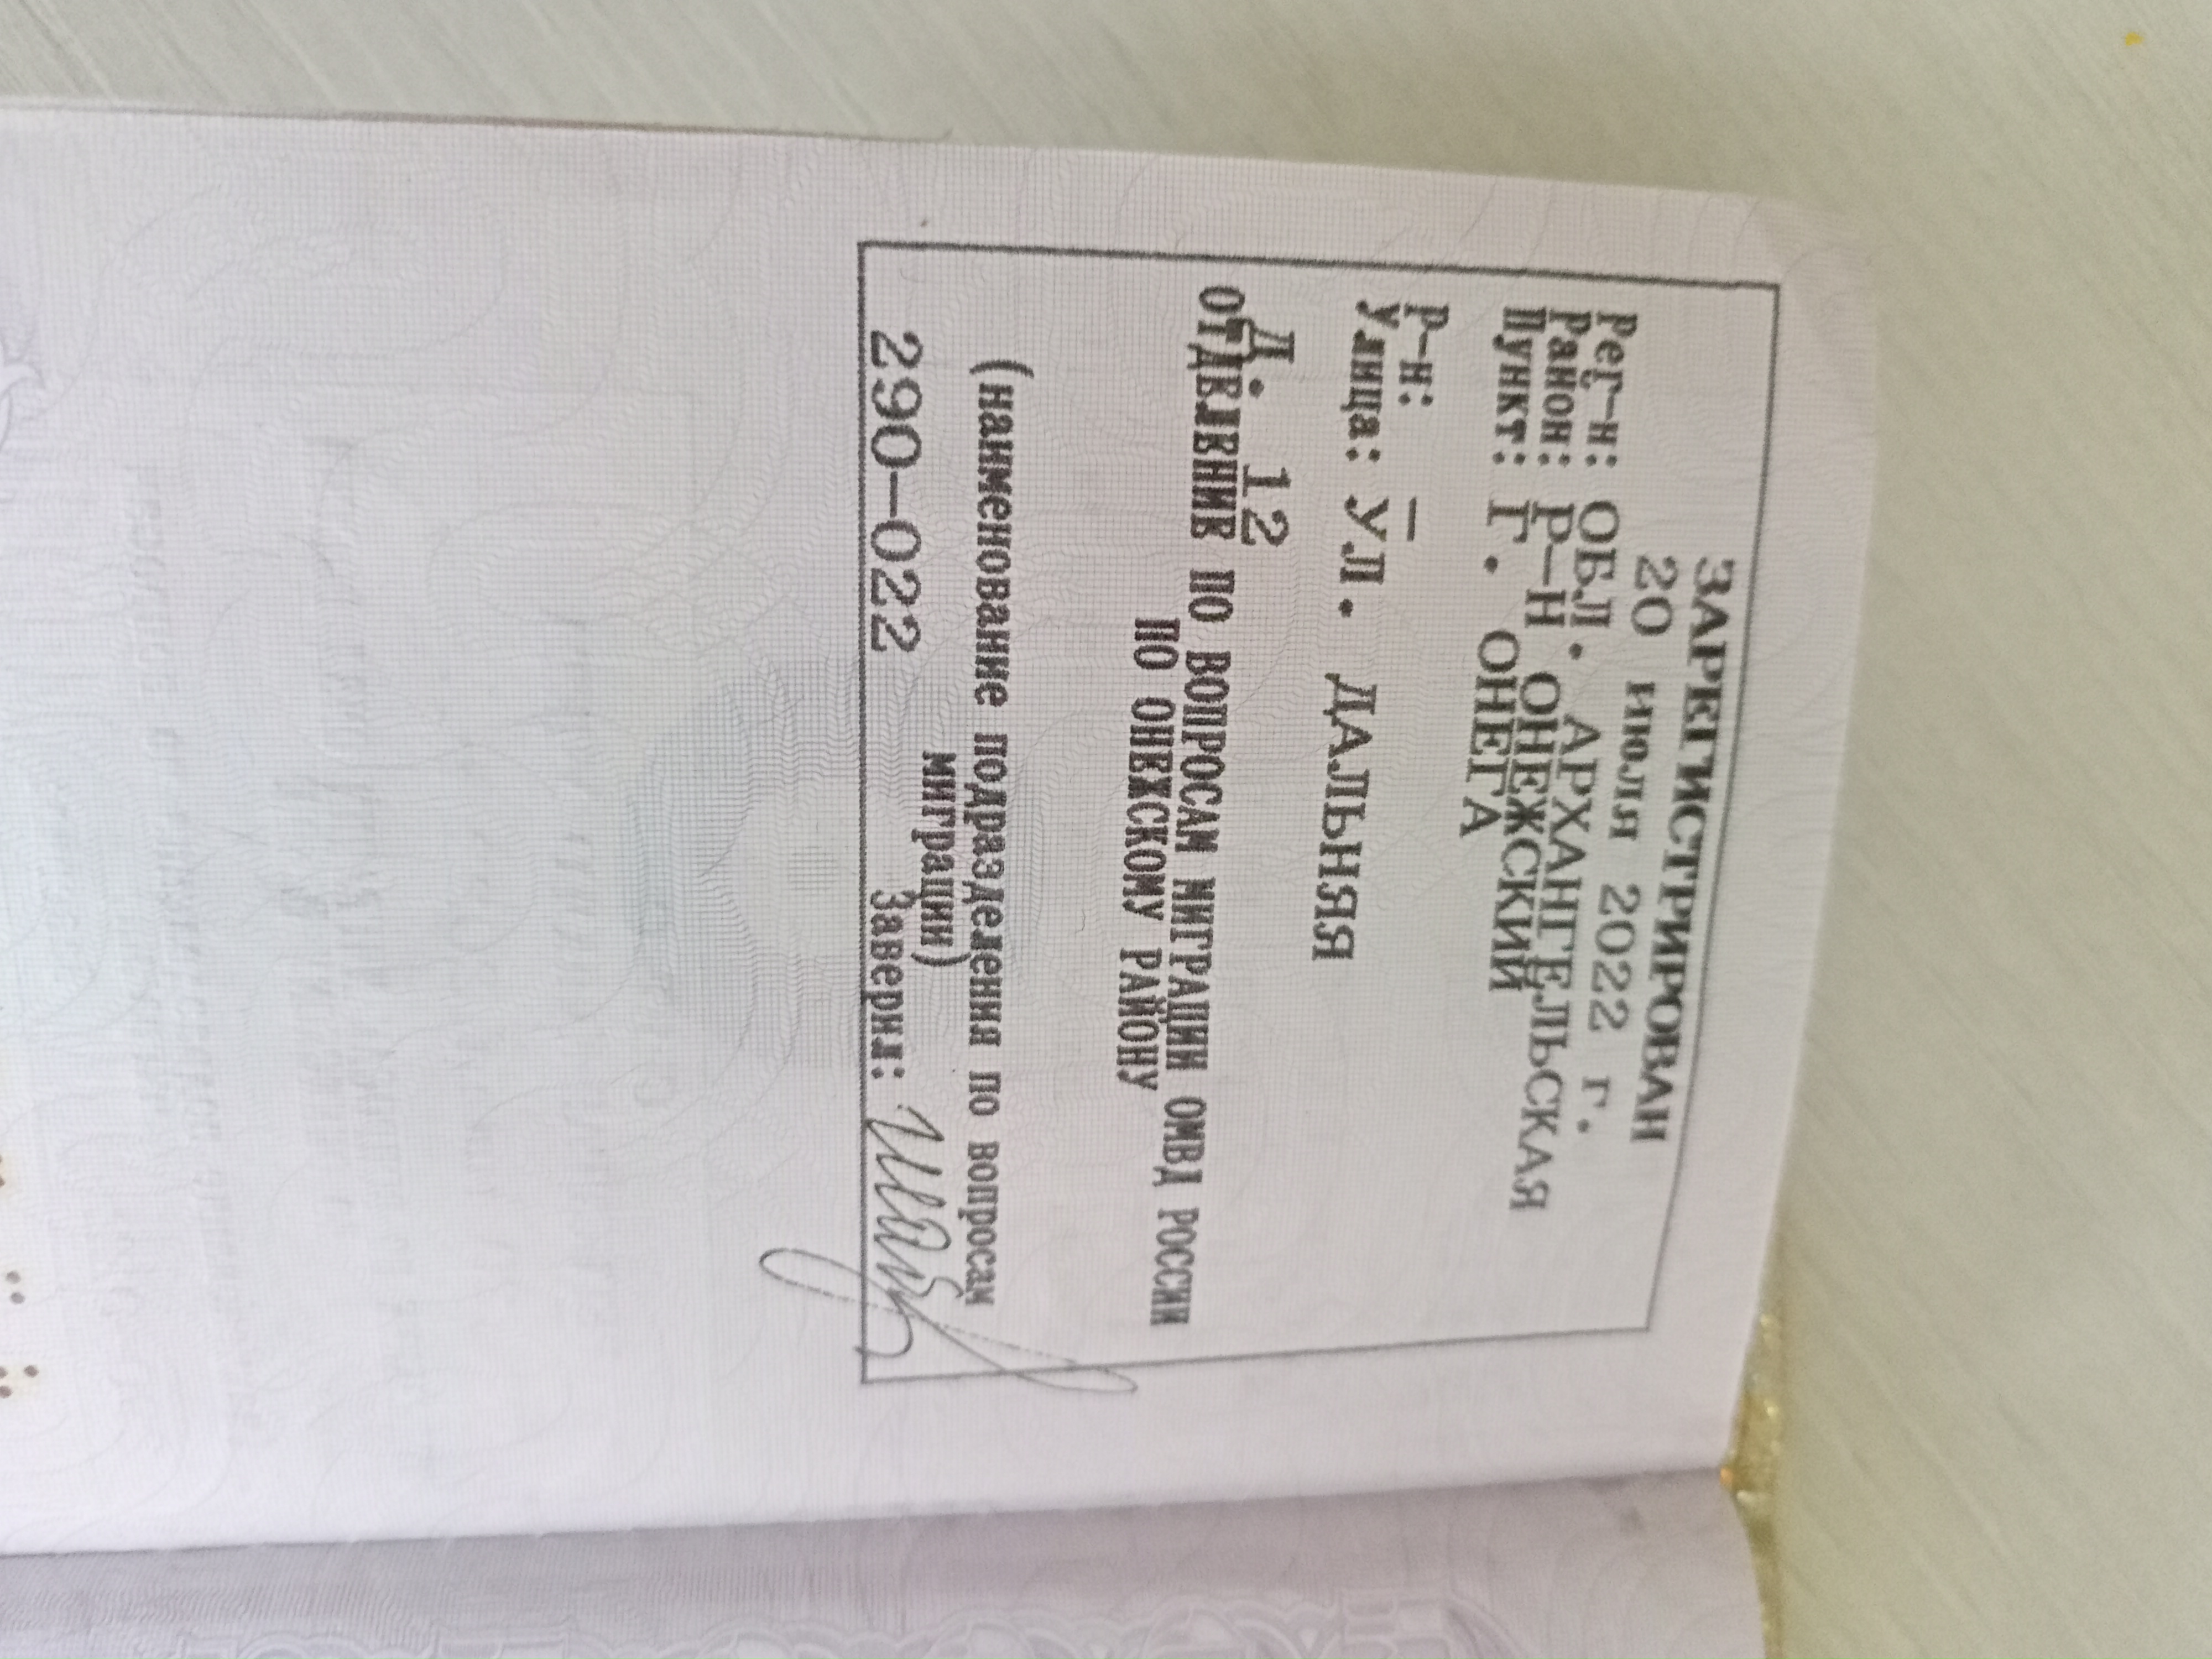 ЗАРЕГИСТРИРОВАН
20 июля 2022 г.
Рег-н: ОБЛ. АРХАНГЕЛЬСКАЯ
Район: Р-Н ОНЕЖСКИЙ
Пункт: Г. ОНЕГА
Р-н: —
Улица: УЛ. ДАЛЬНЯЯ
Д. 12
ОТДЕЛЕНИЕ ПО ВОПРОСАМ МИГРАЦИИ ОМВД РОССИИ
ПО ОНЕЖСКОМУ РАЙОНУ
(наименование подразделения по вопросам
миграции)
290-022 Заверил: